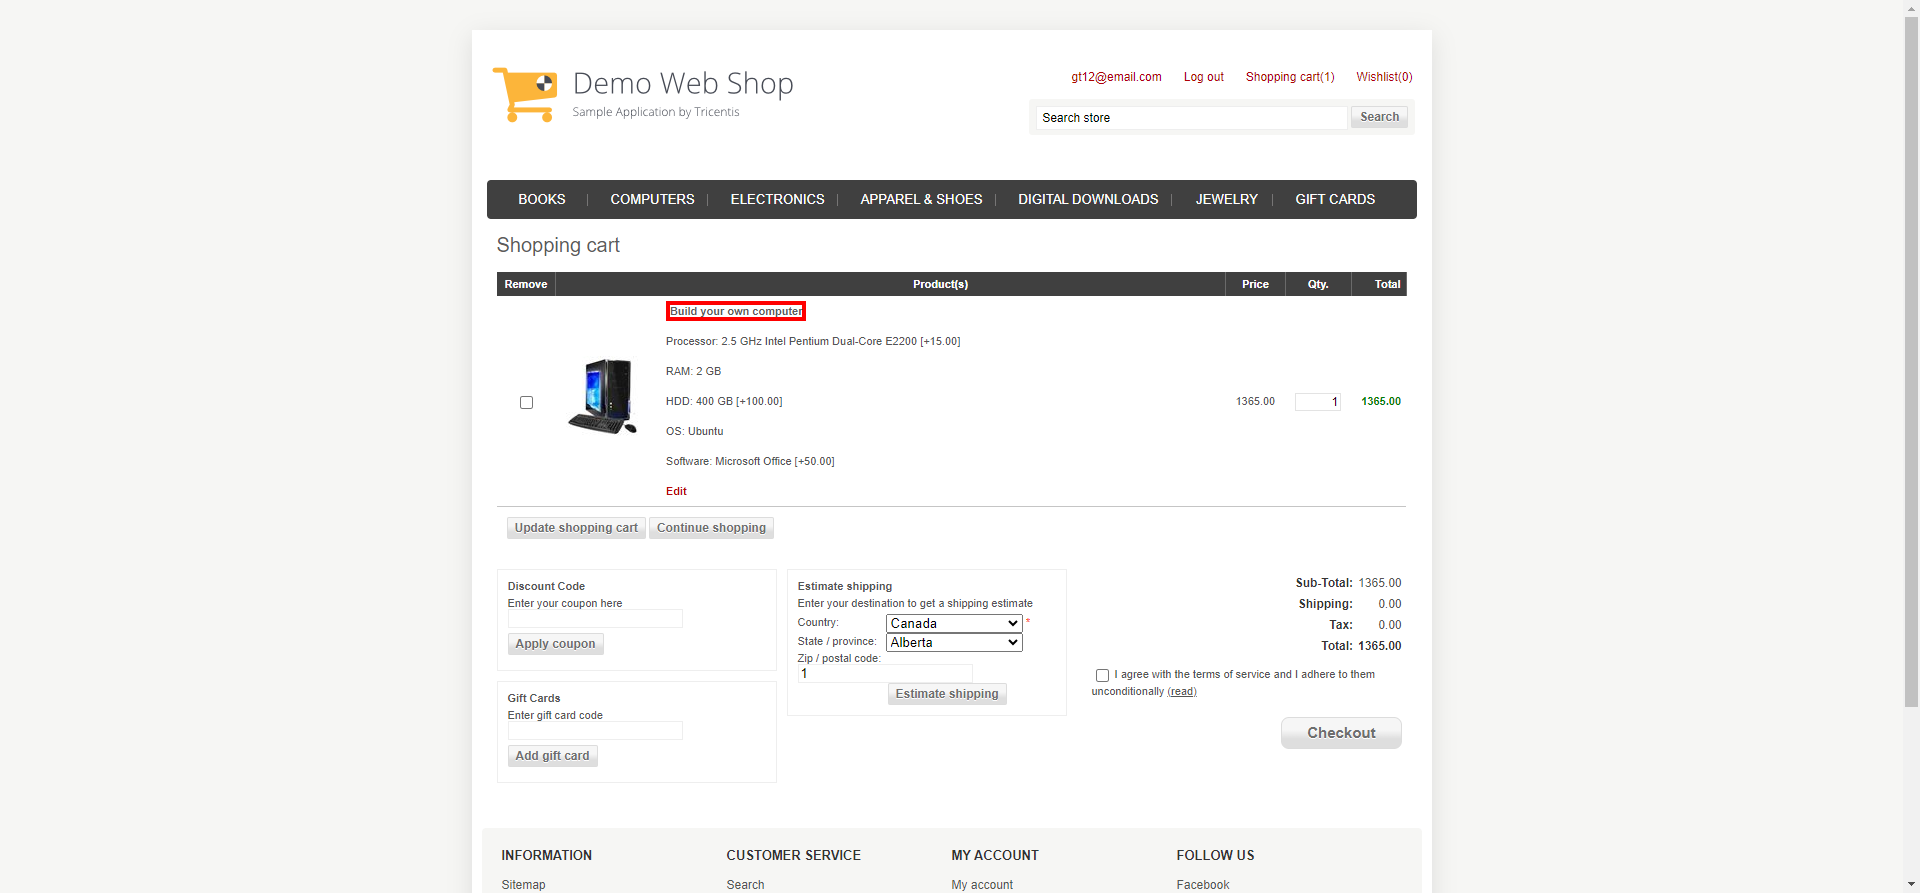 Demo Web Shop
Sample Application by Tricentis
gt12@email.com Log out Shopping cart(1) Wishlist(0)
Search store Search
BOOKS COMPUTERS ELECTRONICS APPAREL & SHOES DIGITAL DOWNLOADS JEWELRY GIFT CARDS
Shopping cart
Remove Product(s) Price Qty. Total
Build your own computer
Processor: 2.5 GHz Intel Pentium Dual-Core E2200 [+15.00]
RAM: 2 GB
HDD: 400 GB [+100.00] 1365.00 1 1365.00
OS: Ubuntu
Software: Microsoft Office [+50.00]
Edit
Update shopping cart Continue shopping
Discount Code
Enter your coupon here
Apply coupon
Gift Cards
Enter gift card code
Add gift card
Estimate shipping
Enter your destination to get a shipping estimate
Country: Canada *
State / province: Alberta
Zip / postal code:
1
Estimate shipping
Sub-Total: 1365.00
Shipping: 0.00
Tax: 0.00
Total: 1365.00
I agree with the terms of service and I adhere to them
unconditionally (read)
Checkout
INFORMATION CUSTOMER SERVICE MY ACCOUNT FOLLOW US
Sitemap Search My account Facebook